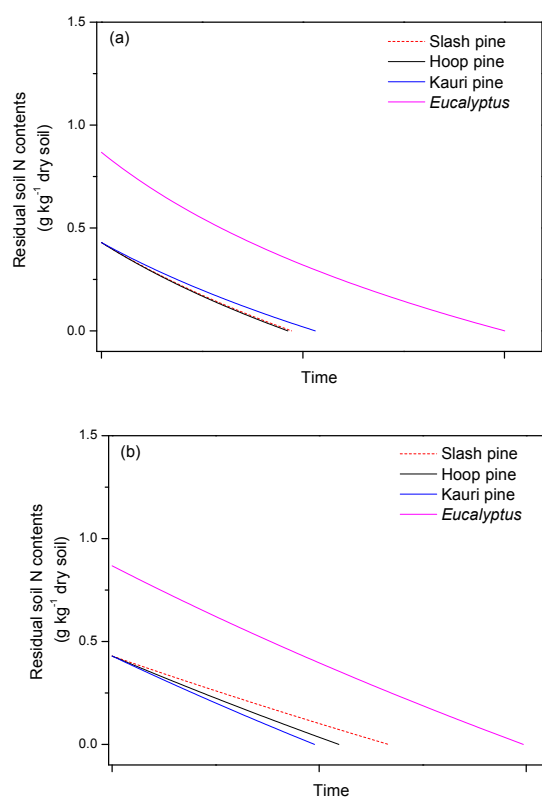 1.5
(a)
Slash pine
Hoop pine
Kauri pine
Eucalyptus
1.0
0.5
0.0
Residual soil N contents
(g kg⁻¹ dry soil)
Time
1.5
(b)
Slash pine
Hoop pine
Kauri pine
Eucalyptus
1.0
0.5
0.0
Residual soil N contents
(g kg⁻¹ dry soil)
Time